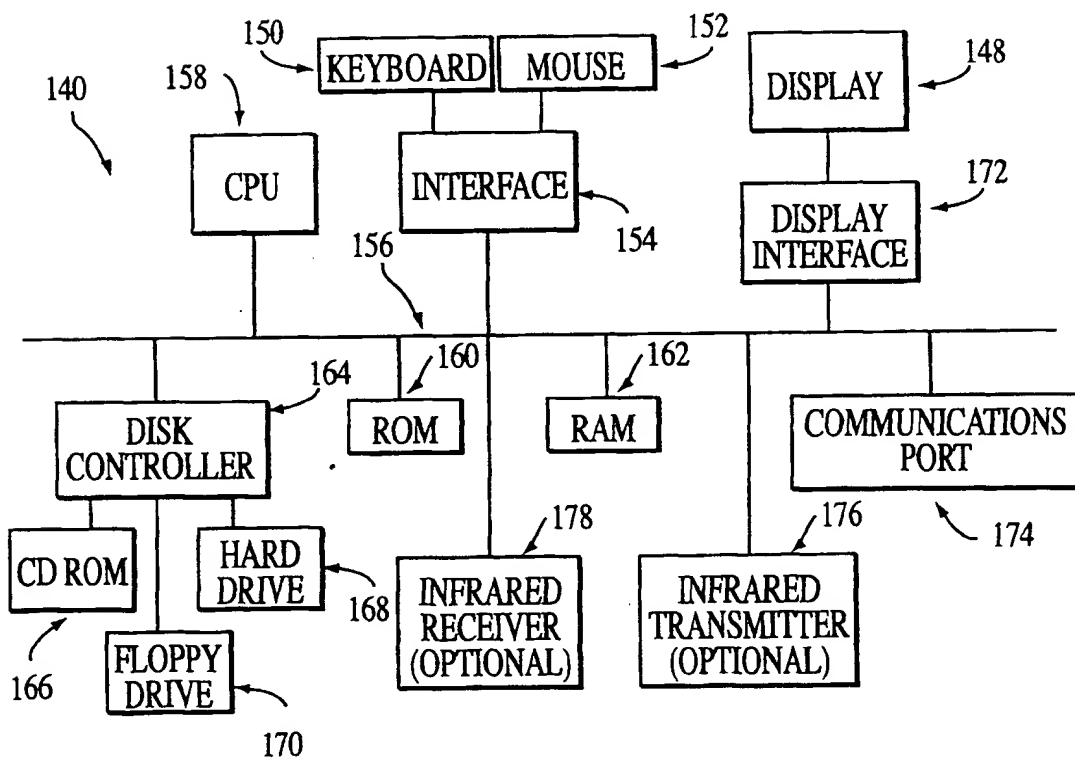 150
KEYBOARD
MOUSE
152
DISPLAY
148
158
140
CPU
INTERFACE
154
DISPLAY
INTERFACE
172
156
164
160
162
DISK
CONTROLLER
ROM
RAM
COMMUNICATIONS
PORT
174
CD ROM
166
HARD
DRIVE
168
FLOPPY
DRIVE
170
178
INFRARED
RECEIVER
(OPTIONAL)
176
INFRARED
TRANSMITTER
(OPTIONAL)